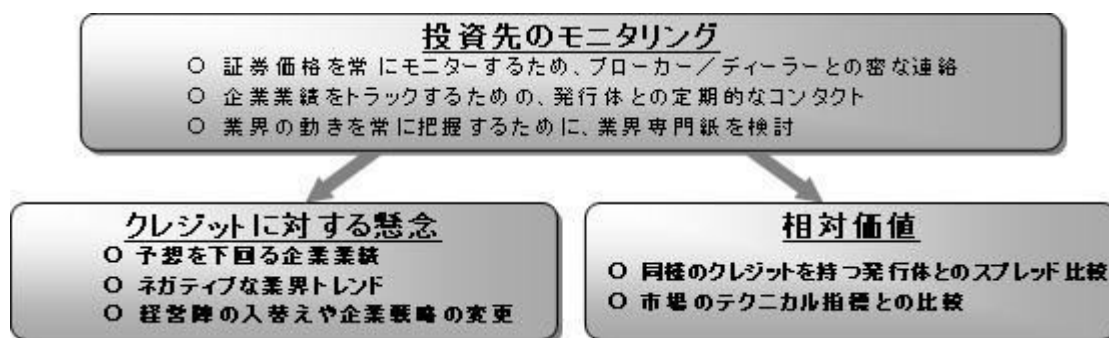 投資先のモニタリング
○ 証券価格を常にモニターするため、ブローカー／ディーラーとの密な連絡
○ 企業業績をトラックするための、発行体との定期的なコンタクト
○ 業界の動きを常に把握するために、業界専門紙を検討
クレジットに対する懸念
○ 予想を下回る企業業績
○ ネガティブな業界トレンド
○ 経営陣の入替えや企業戦略の変更
相対価値
○ 同様のクレジットを持つ発行体とのスプレッド比較
○ 市場のテクニカル指標との比較